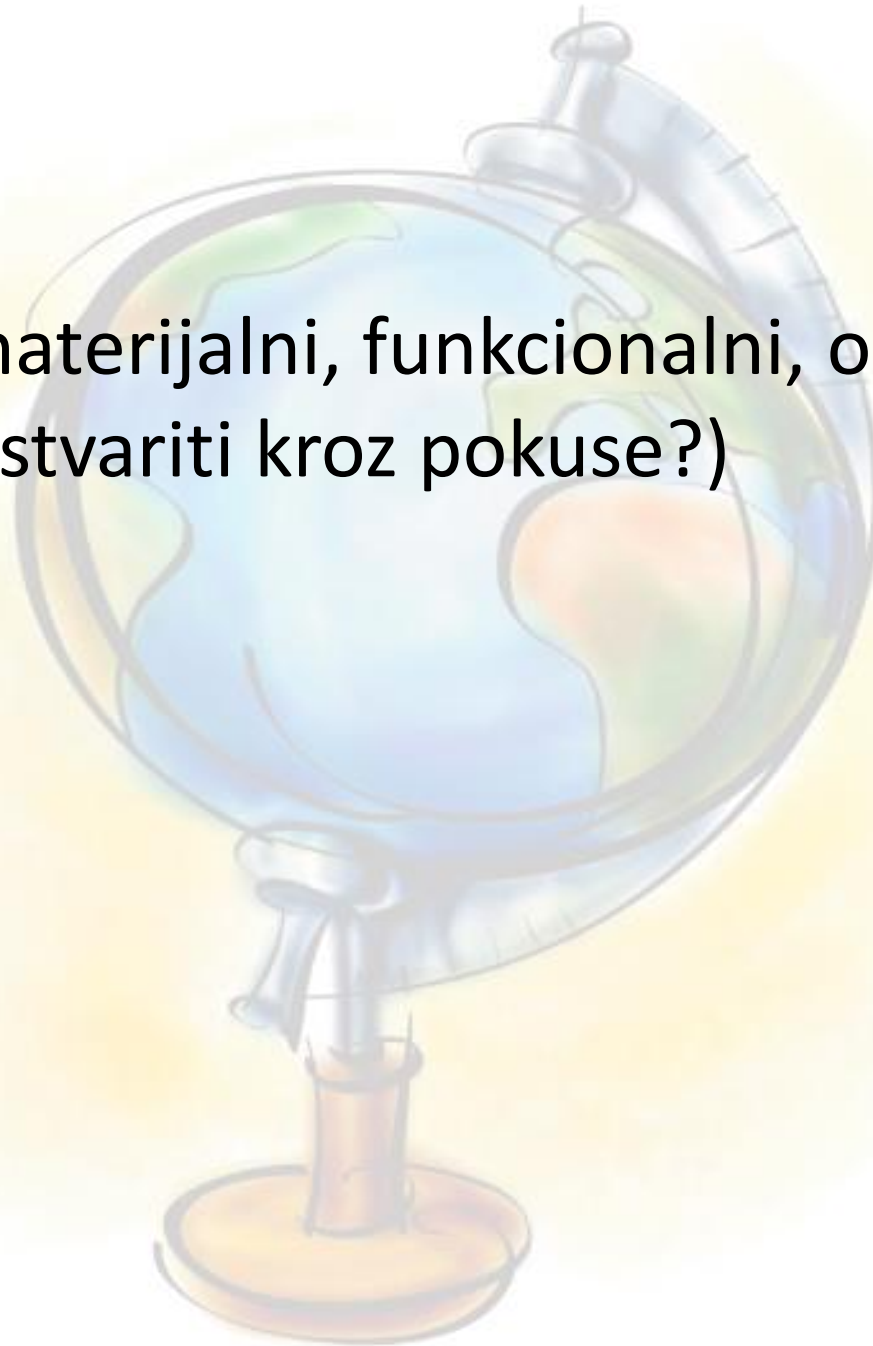 materijalni, funkcionalni, o
stvariti kroz pokuse?)